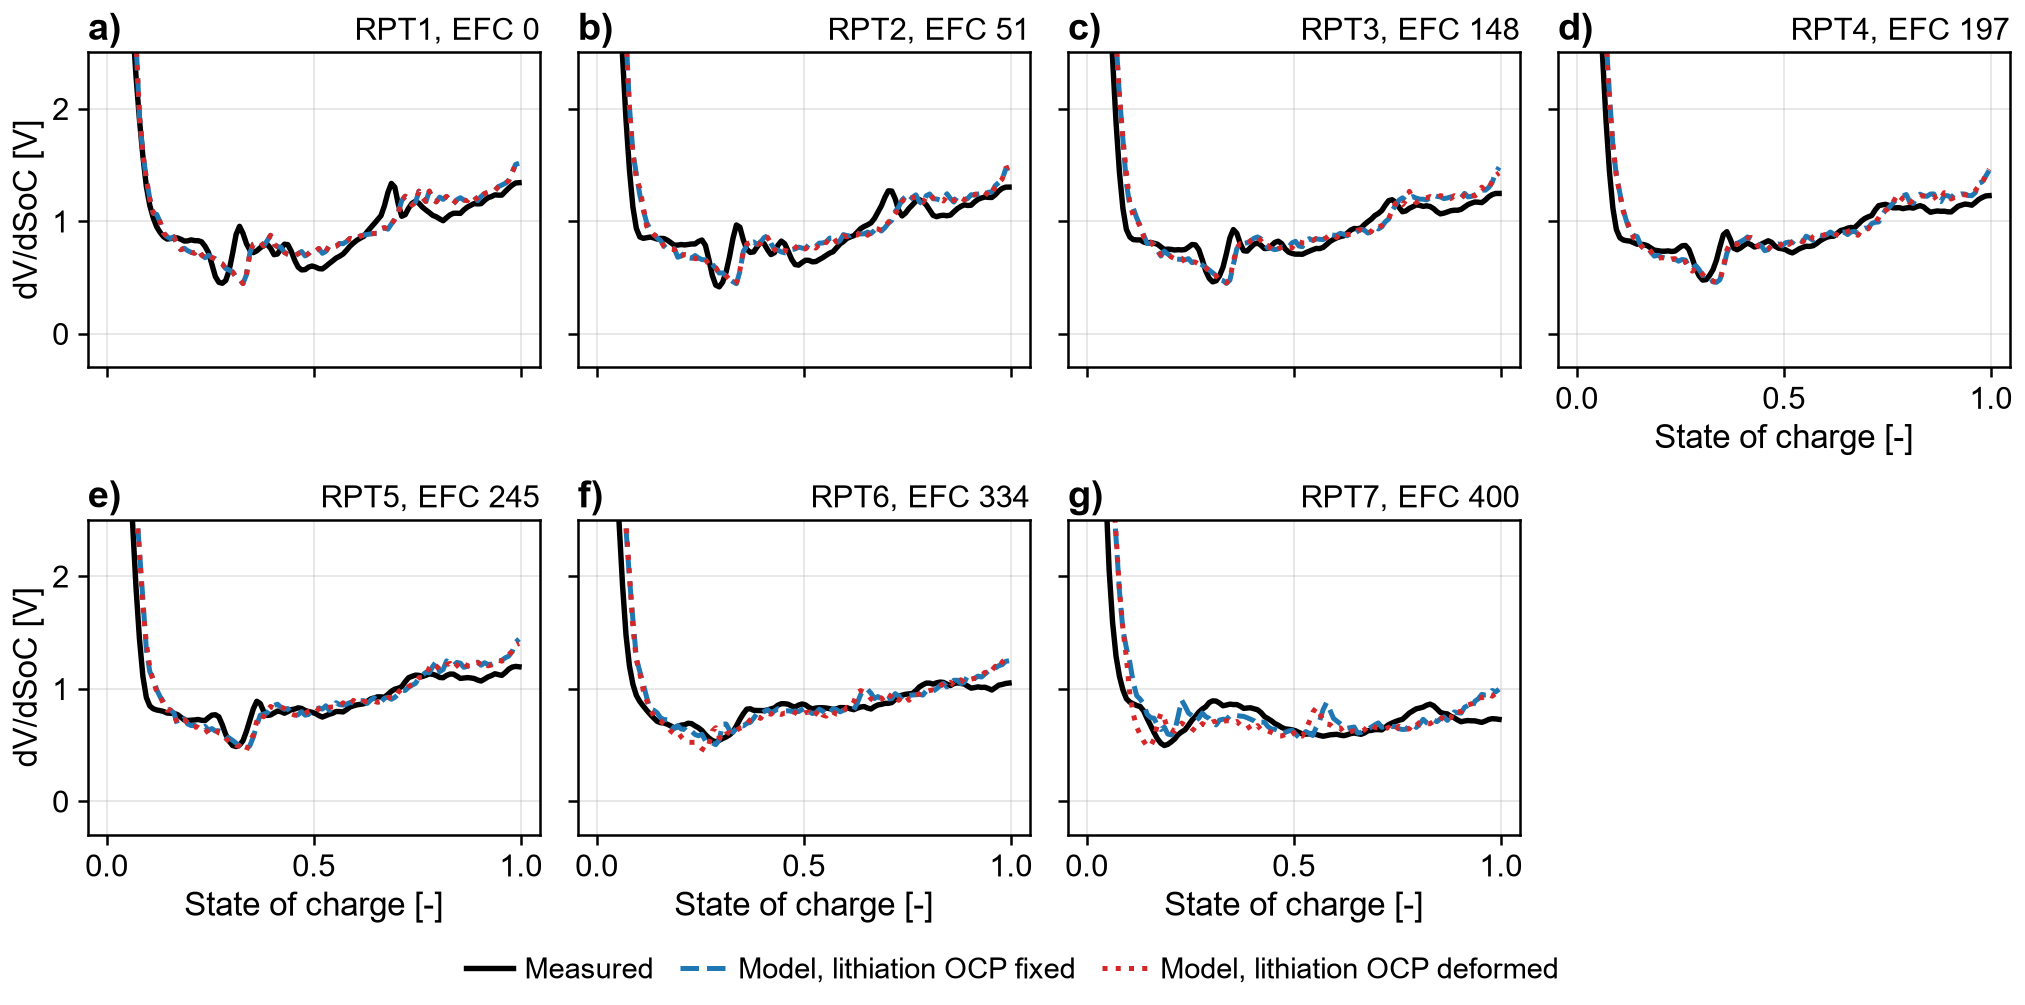 a) RPT1, EFC 0
b) RPT2, EFC 51
c) RPT3, EFC 148
d) RPT4, EFC 197
dV/dSoC [V]
2
1
0
0.0 0.5 1.0
State of charge [-]
e) RPT5, EFC 245
f) RPT6, EFC 334
g) RPT7, EFC 400
dV/dSoC [V]
2
1
0
0.0 0.5 1.0
0.0 0.5 1.0
0.0 0.5 1.0
State of charge [-]
State of charge [-]
State of charge [-]
Measured
Model, lithiation OCP fixed
Model, lithiation OCP deformed